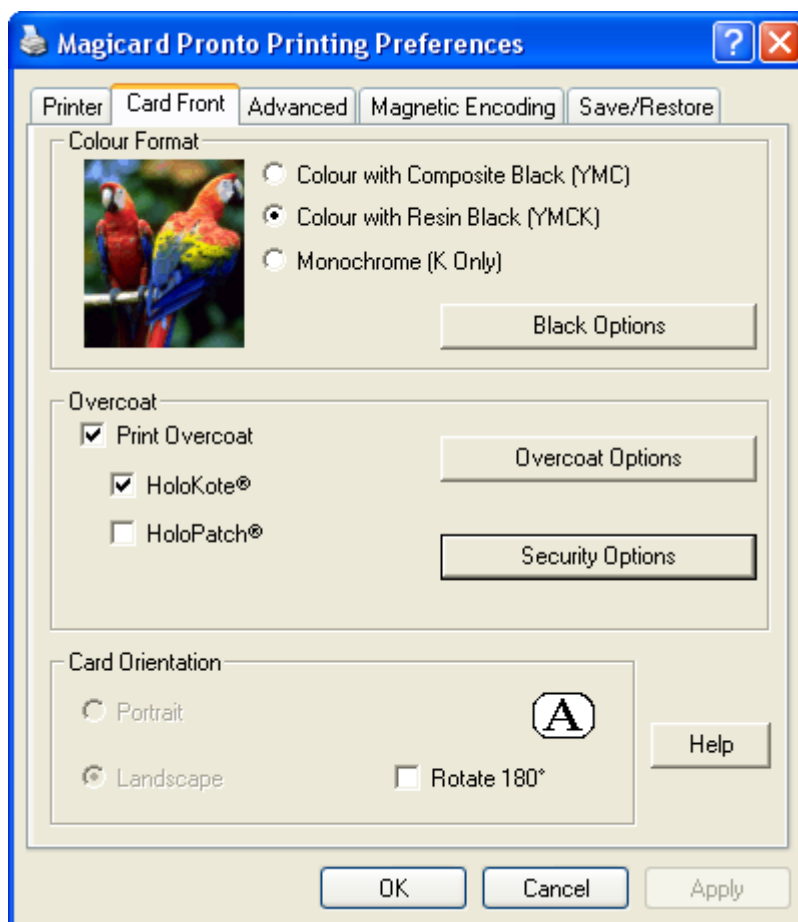 Magicard Pronto Printing Preferences
Printer Card Front Advanced Magnetic Encoding Save/Restore
Colour Format
Colour with Composite Black (YMC)
Colour with Resin Black (YMCK)
Monochrome (K Only)
Black Options
Overcoat
Print Overcoat
Overcoat Options
HoloKote®
HoloPatch®
Security Options
Card Orientation
Portrait
A
Help
Landscape
Rotate 180°
OK Cancel Apply